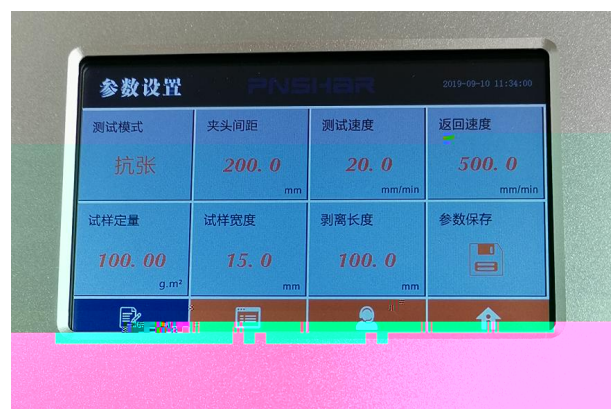 参数设置 PNSHAR 2019-09-10 11:34:00
测试模式 夹头间距 测试速度 返回速度
抗张 200.0 20.0 500.0
mm mm/min mm/min
试样定量 试样宽度 剥离长度 参数保存
100.00 15.0 100.0
g.m² mm mm